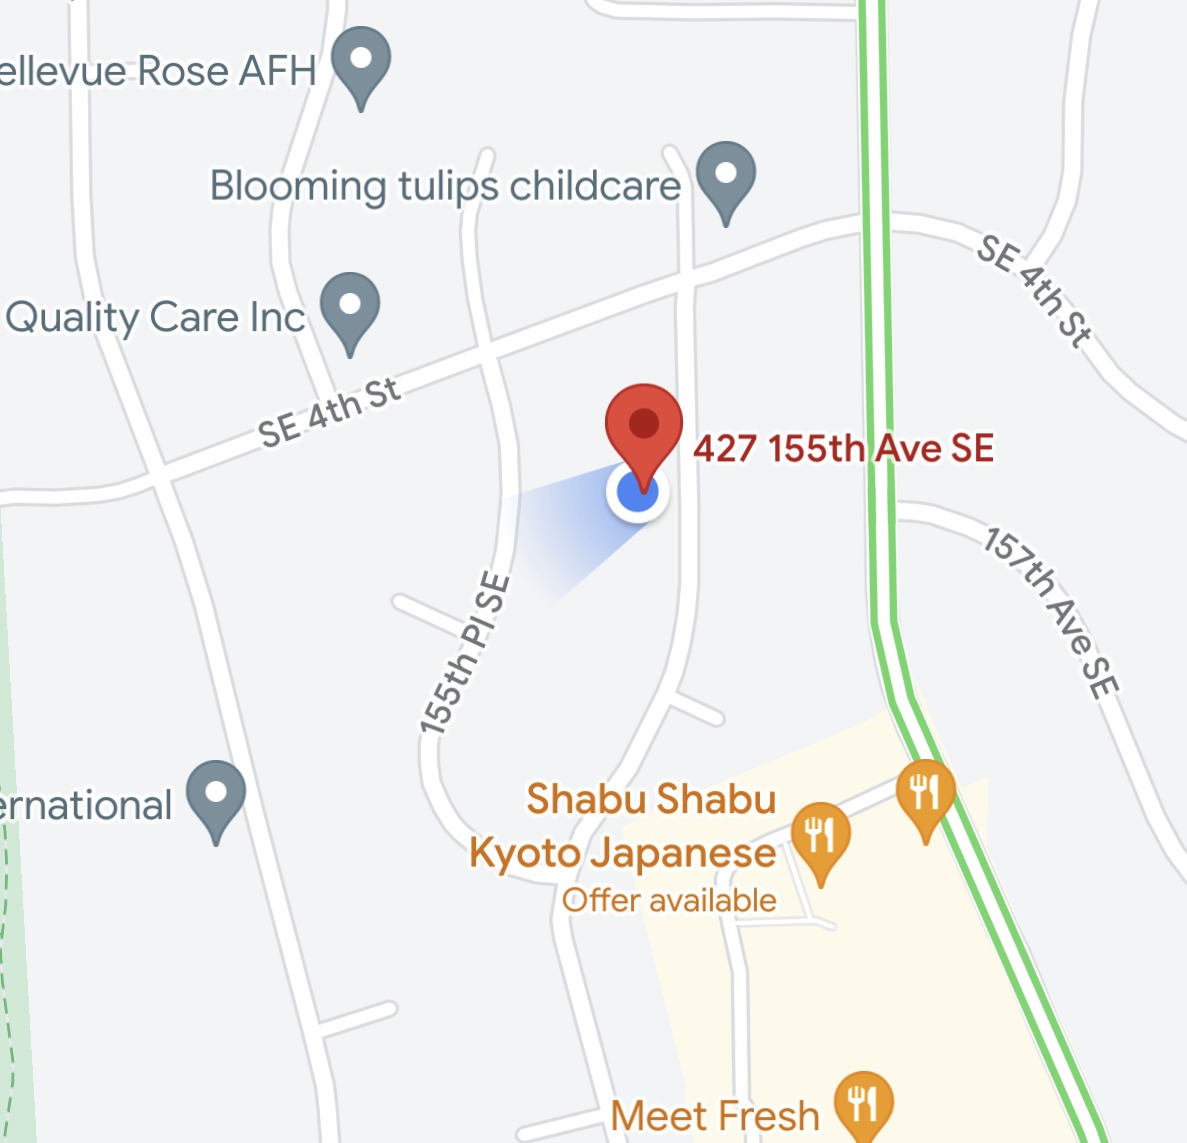 ellevue Rose AFH
Blooming tulips childcare
SE 4th St
Quality Care Inc
SE 4th St
427 155th Ave SE
157th Ave SE
155th Pl SE
ernational
Shabu Shabu
Kyoto Japanese
Offer available
Meet Fresh